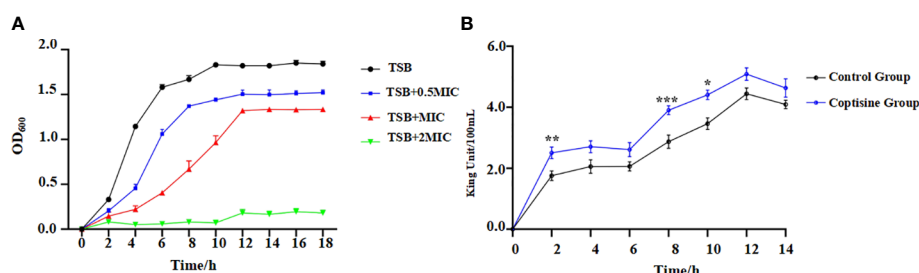 A
OD600
2.0
1.5
1.0
0.5
0.0
0 2 4 6 8 10 12 14 16 18
Time/h
TSB
TSB+0.5MIC
TSB+MIC
TSB+2MIC
B
King Unit/100mL
6.0
4.0
2.0
0.0
**
***
*
0 2 4 6 8 10 12 14
Time/h
Control Group
Coptisine Group